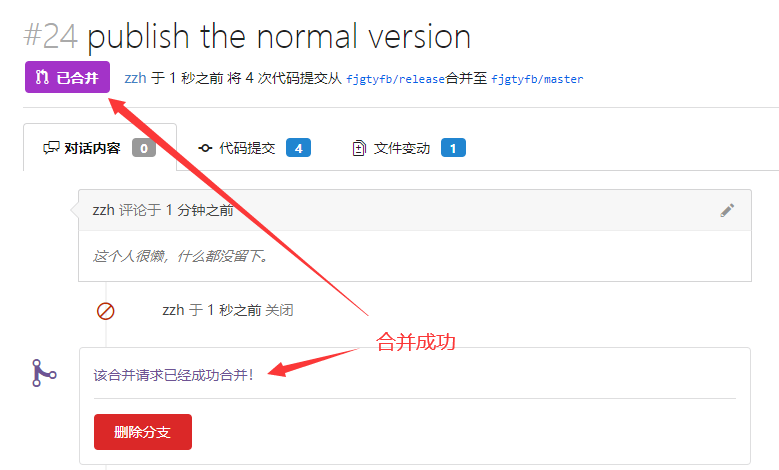 #24 publish the normal version
已合并 zzh 于 1 秒之前 将 4 次代码提交从 fjgtyfb/release合并至 fjgtyfb/master
对话内容 0 代码提交 4 文件变动 1
zzh 评论于 1 分钟之前
这个人很懒，什么都没留下。
zzh 于 1 秒之前 关闭
合并成功
该合并请求已经成功合并！
删除分支